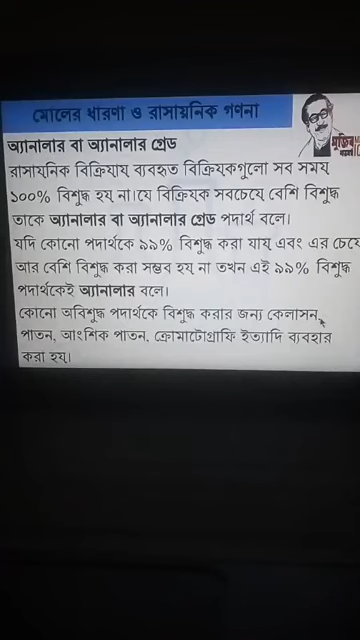 মোলের ধারণা ও রাসায়নিক গণনা
অ্যানালার বা অ্যানালার গ্রেড
রাসায়নিক বিক্রিয়ায় ব্যবহৃত বিক্রিয়কগুলো সব সময়
১০০% বিশুদ্ধ হয় না।যে বিক্রিয়ক সবচেয়ে বেশি বিশুদ্ধ
তাকে অ্যানালার বা অ্যানালার গ্রেড পদার্থ বলে।
যদি কোনো পদার্থকে ৯৯% বিশুদ্ধ করা যায় এবং এর চেয়ে
আর বেশি বিশুদ্ধ করা সম্ভব হয় না তখন এই ৯৯% বিশুদ্ধ
পদার্থকেই অ্যানালার বলে।
কোনো অবিশুদ্ধ পদার্থকে বিশুদ্ধ করার জন্য কেলাসন,
পাতন, আংশিক পাতন, ক্রোমাটোগ্রাফি ইত্যাদি ব্যবহার
করা হয়।
মুজিব